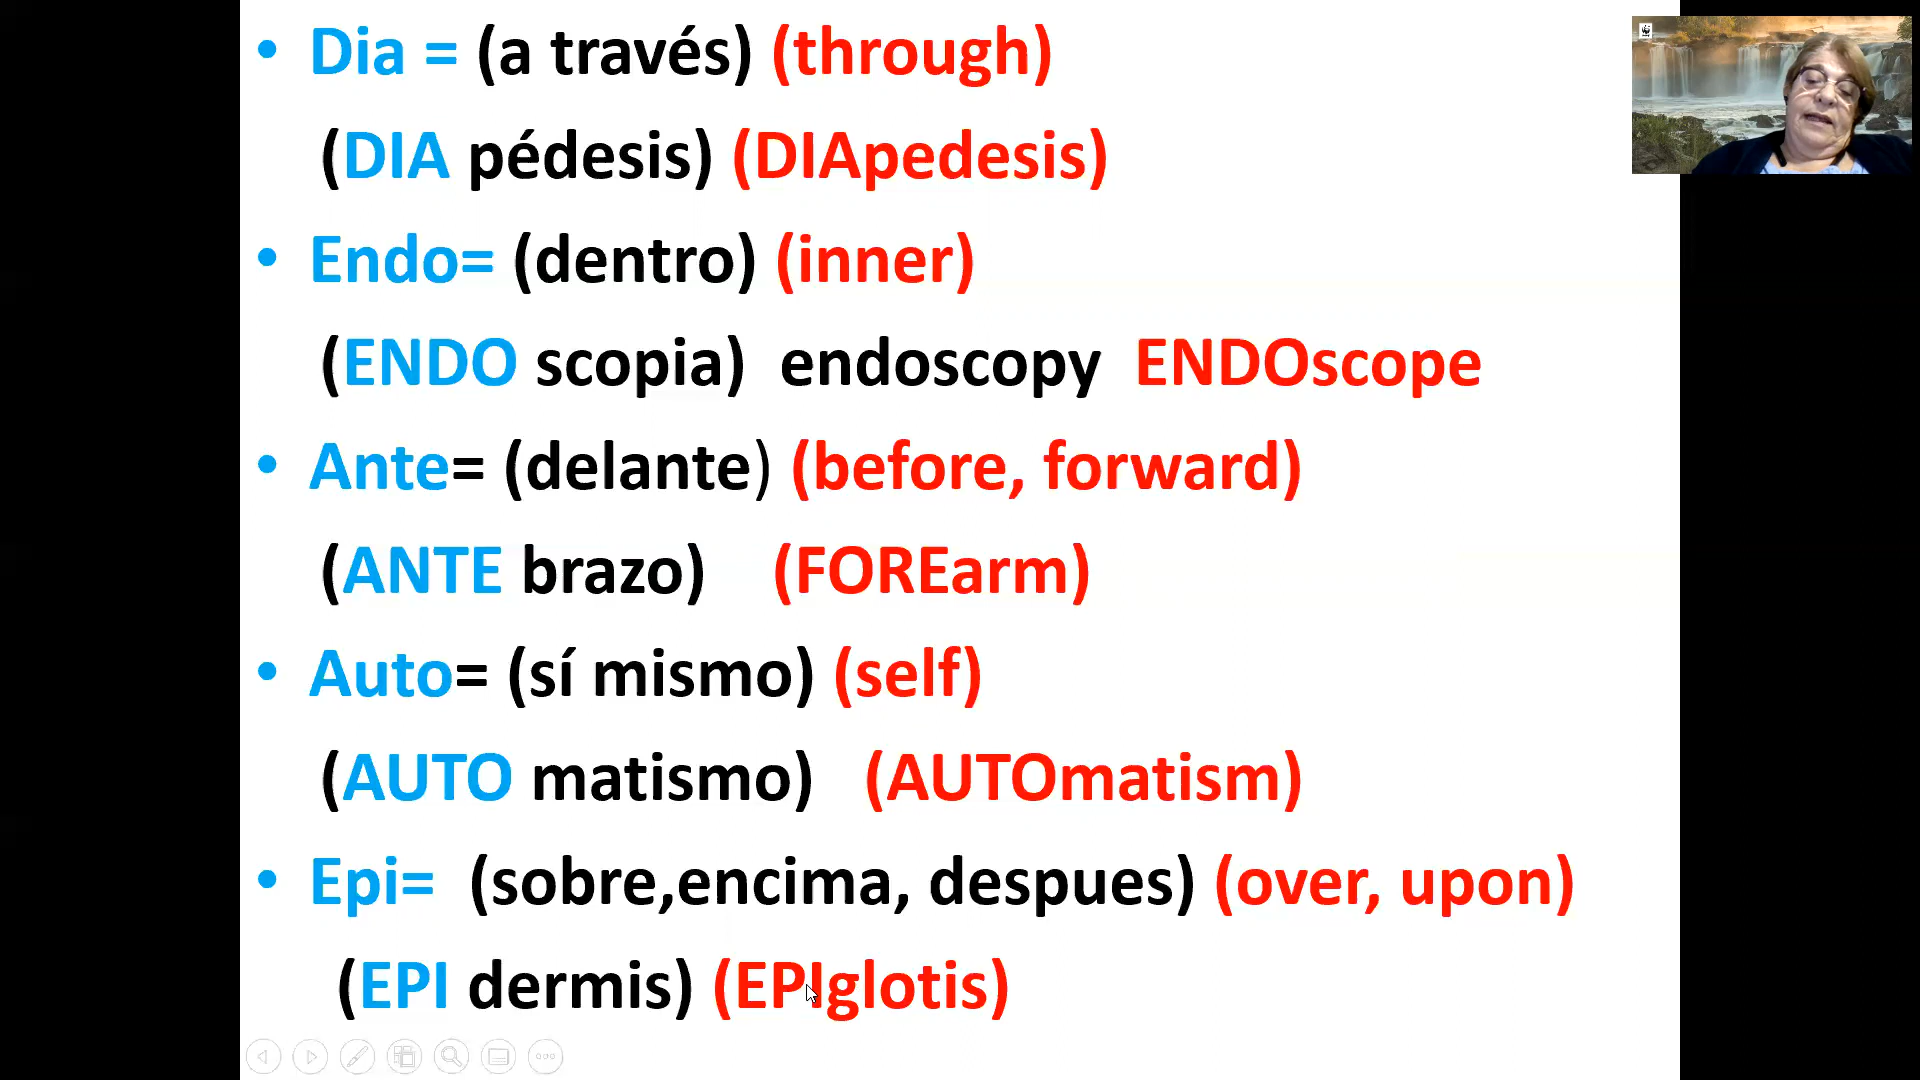 • Dia = (a través) (through)
(DIA pédesis) (DIApedesis)
• Endo= (dentro) (inner)
(ENDO scopia) endoscopy ENDOscope
• Ante= (delante) (before, forward)
(ANTE brazo) (FOREarm)
• Auto= (sí mismo) (self)
(AUTO matismo) (AUTOmatism)
• Epi= (sobre,encima, despues) (over, upon)
(EPI dermis) (EPIglotis)